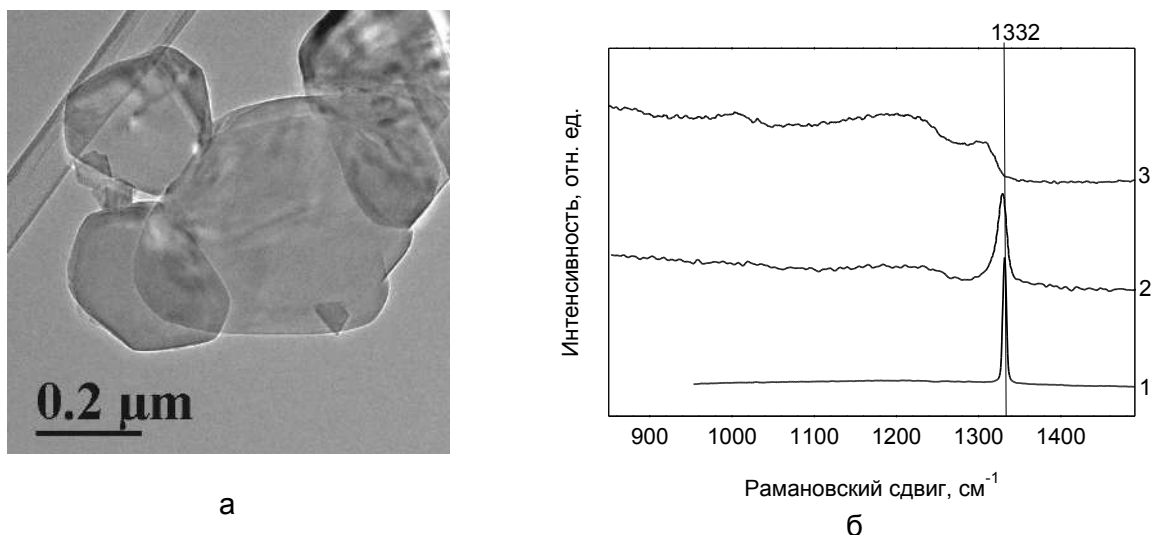 0.2 μm
а
1332
3
2
1
Интенсивность, отн. ед.
900 1000 1100 1200 1300 1400
Рамановский сдвиг, см-1
б